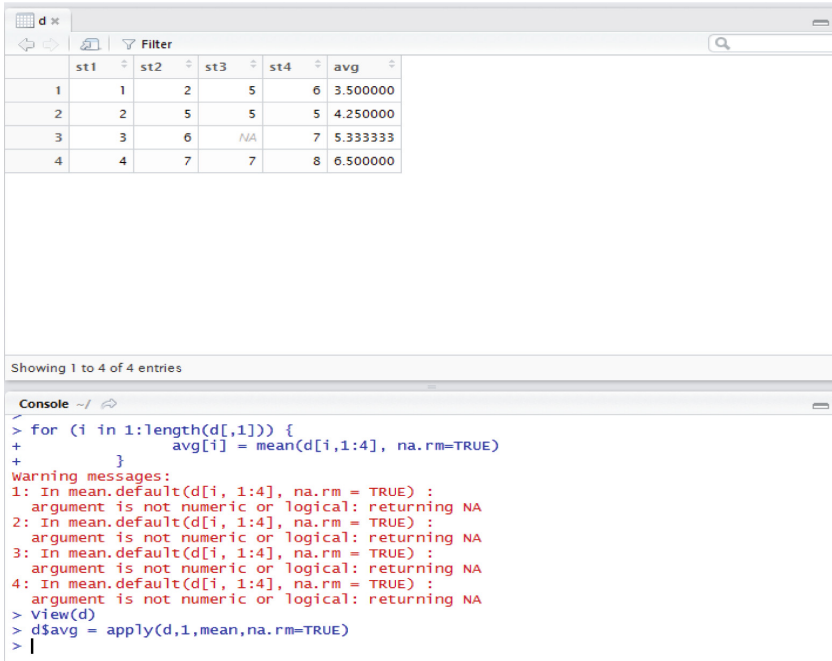 d ×
Filter
st1 st2 st3 st4 avg
1 1 2 5 6 3.500000
2 2 5 5 5 4.250000
3 3 6 NA 7 5.333333
4 4 7 7 8 6.500000
Showing 1 to 4 of 4 entries
Console ~/
>
> for (i in 1:length(d[,1])) {
+ avg[i] = mean(d[i,1:4], na.rm=TRUE)
+ }
Warning messages:
1: In mean.default(d[i, 1:4], na.rm = TRUE) :
argument is not numeric or logical: returning NA
2: In mean.default(d[i, 1:4], na.rm = TRUE) :
argument is not numeric or logical: returning NA
3: In mean.default(d[i, 1:4], na.rm = TRUE) :
argument is not numeric or logical: returning NA
4: In mean.default(d[i, 1:4], na.rm = TRUE) :
argument is not numeric or logical: returning NA
> View(d)
> d$avg = apply(d,1,mean,na.rm=TRUE)
>